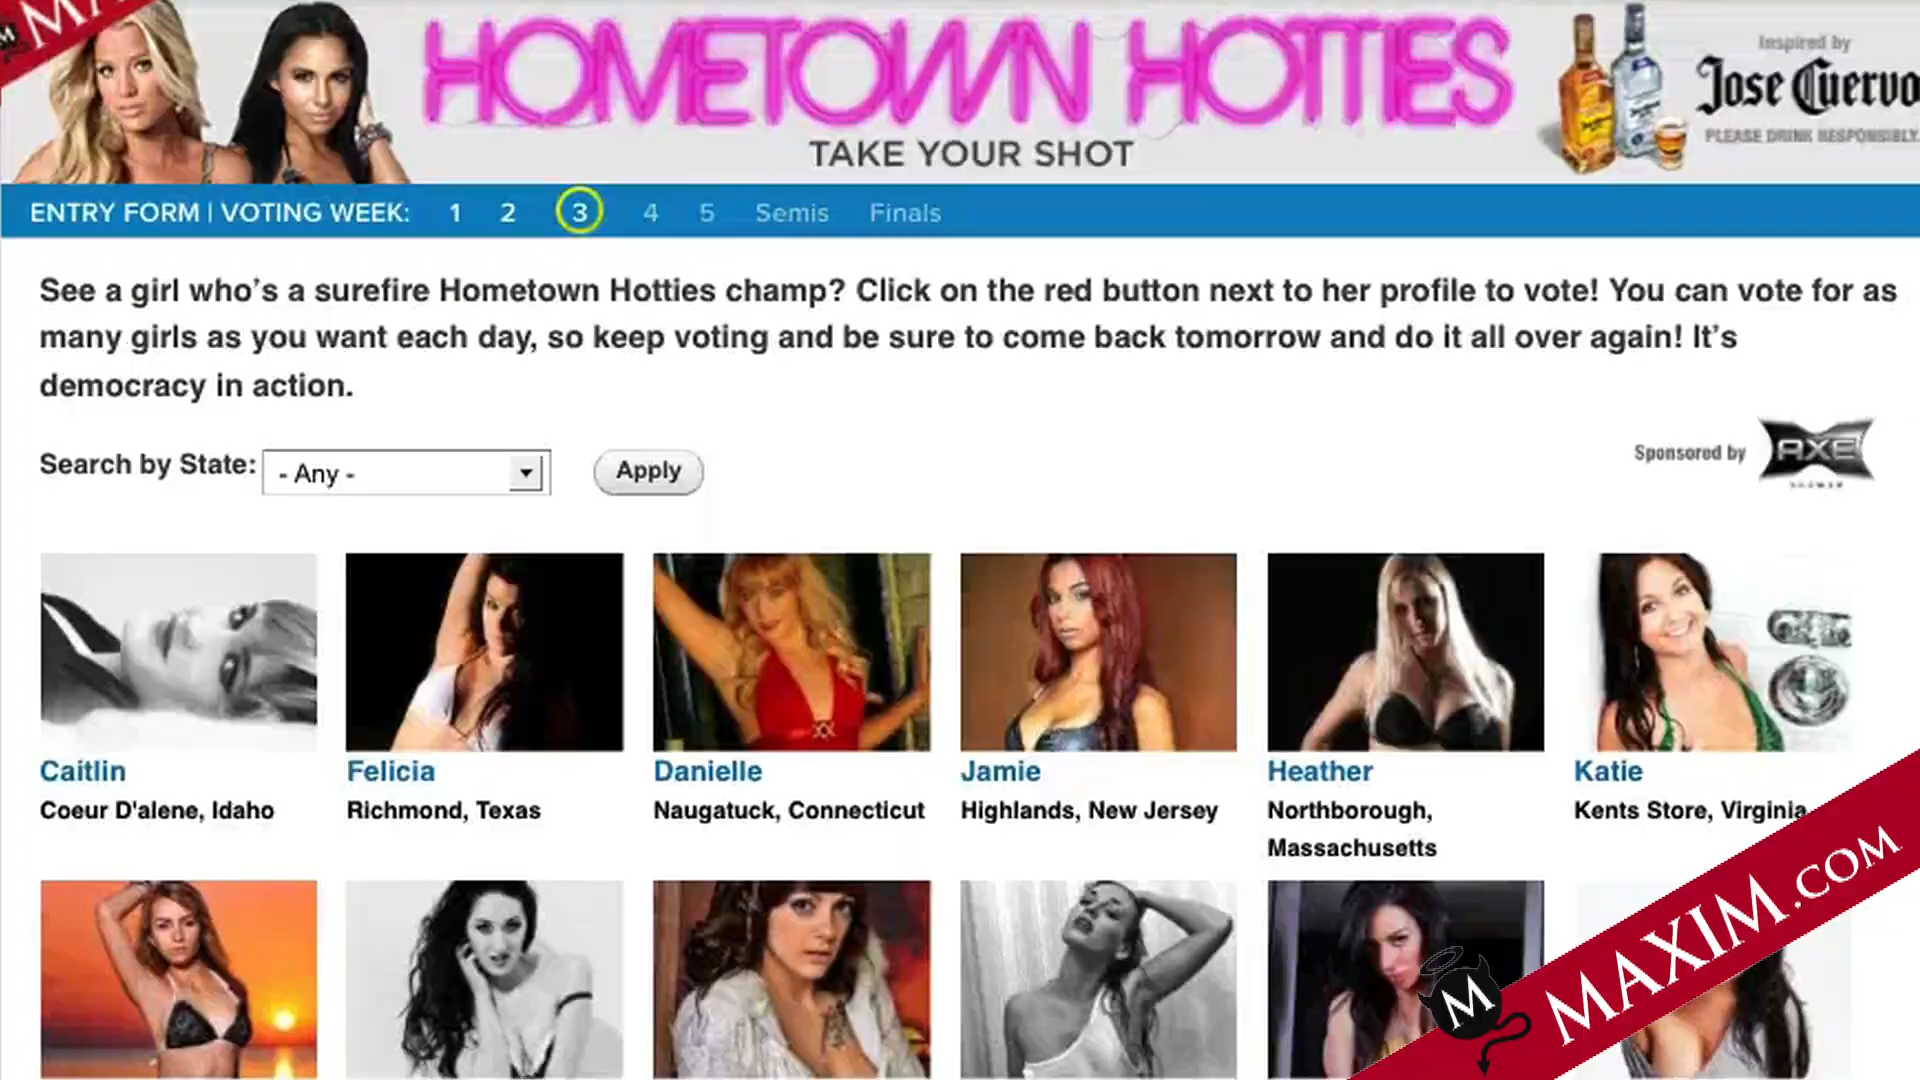 MA
M
HOMETOWN HOTTIES
TAKE YOUR SHOT
Inspired by
Jose Cuervo
PLEASE DRINK RESPONSIBLY.
ENTRY FORM | VOTING WEEK: 1 2 3 4 5 Semis Finals
See a girl who's a surefire Hometown Hotties champ? Click on the red button next to her profile to vote! You can vote for as
many girls as you want each day, so keep voting and be sure to come back tomorrow and do it all over again! It's
democracy in action.
Search by State: - Any - Apply
Sponsored by AXE
Caitlin Felicia Danielle Jamie Heather Katie
Coeur D'alene, Idaho Richmond, Texas Naugatuck, Connecticut Highlands, New Jersey Northborough, Kents Store, Virginia
Massachusetts
M MAXIM.COM